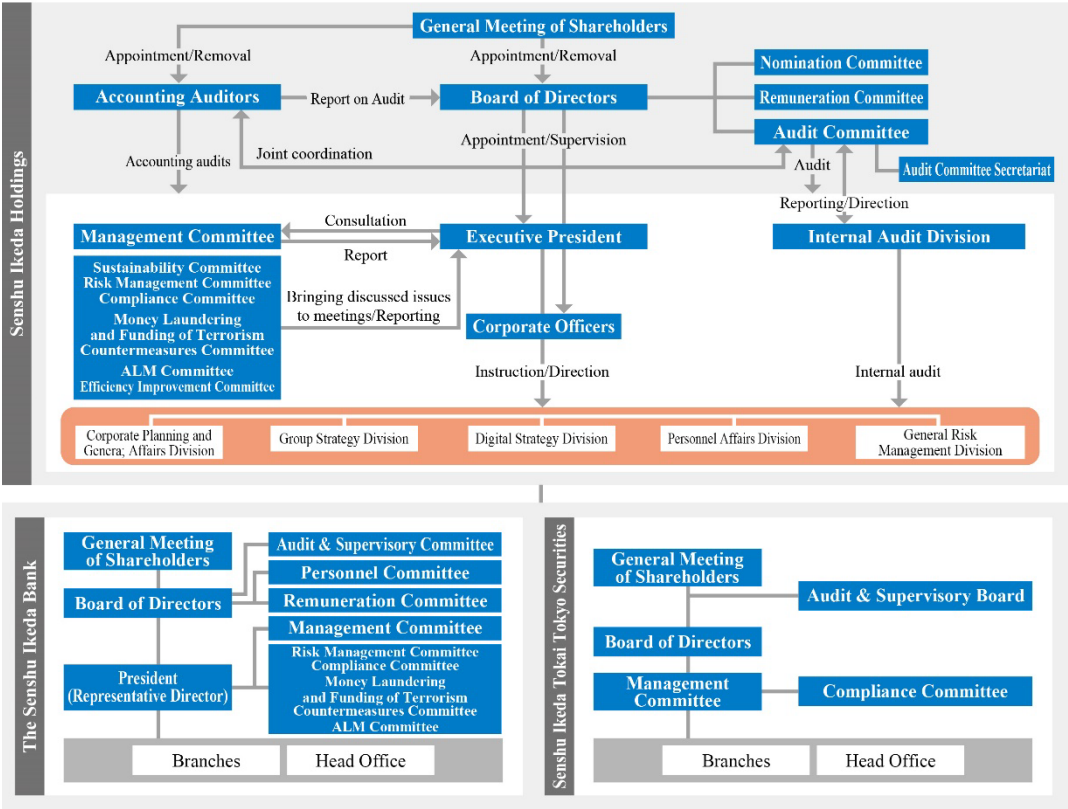 Senshu Ikeda Holdings
General Meeting of Shareholders
Appointment/Removal
Appointment/Removal
Accounting Auditors
Report on Audit
Board of Directors
Nomination Committee
Remuneration Committee
Audit Committee
Appointment/Supervision
Accounting audits
Joint coordination
Audit
Audit Committee Secretariat
Reporting/Direction
Consultation
Management Committee
Executive President
Internal Audit Division
Report
Sustainability Committee
Risk Management Committee
Compliance Committee
Money Laundering
and Funding of Terrorism
Countermeasures Committee
ALM Committee
Efficiency Improvement Committee
Bringing discussed issues
to meetings/Reporting
Corporate Officers
Instruction/Direction
Internal audit
Corporate Planning and
Genera; Affairs Division
Group Strategy Division
Digital Strategy Division
Personnel Affairs Division
General Risk
Management Division
The Senshu Ikeda Bank
General Meeting
of Shareholders
Audit & Supervisory Committee
Personnel Committee
Board of Directors
Remuneration Committee
Management Committee
President
(Representative Director)
Risk Management Committee
Compliance Committee
Money Laundering
and Funding of Terrorism
Countermeasures Committee
ALM Committee
Branches
Head Office
Senshu Ikeda Tokai Tokyo Securities
General Meeting
of Shareholders
Audit & Supervisory Board
Board of Directors
Management
Committee
Compliance Committee
Branches
Head Office